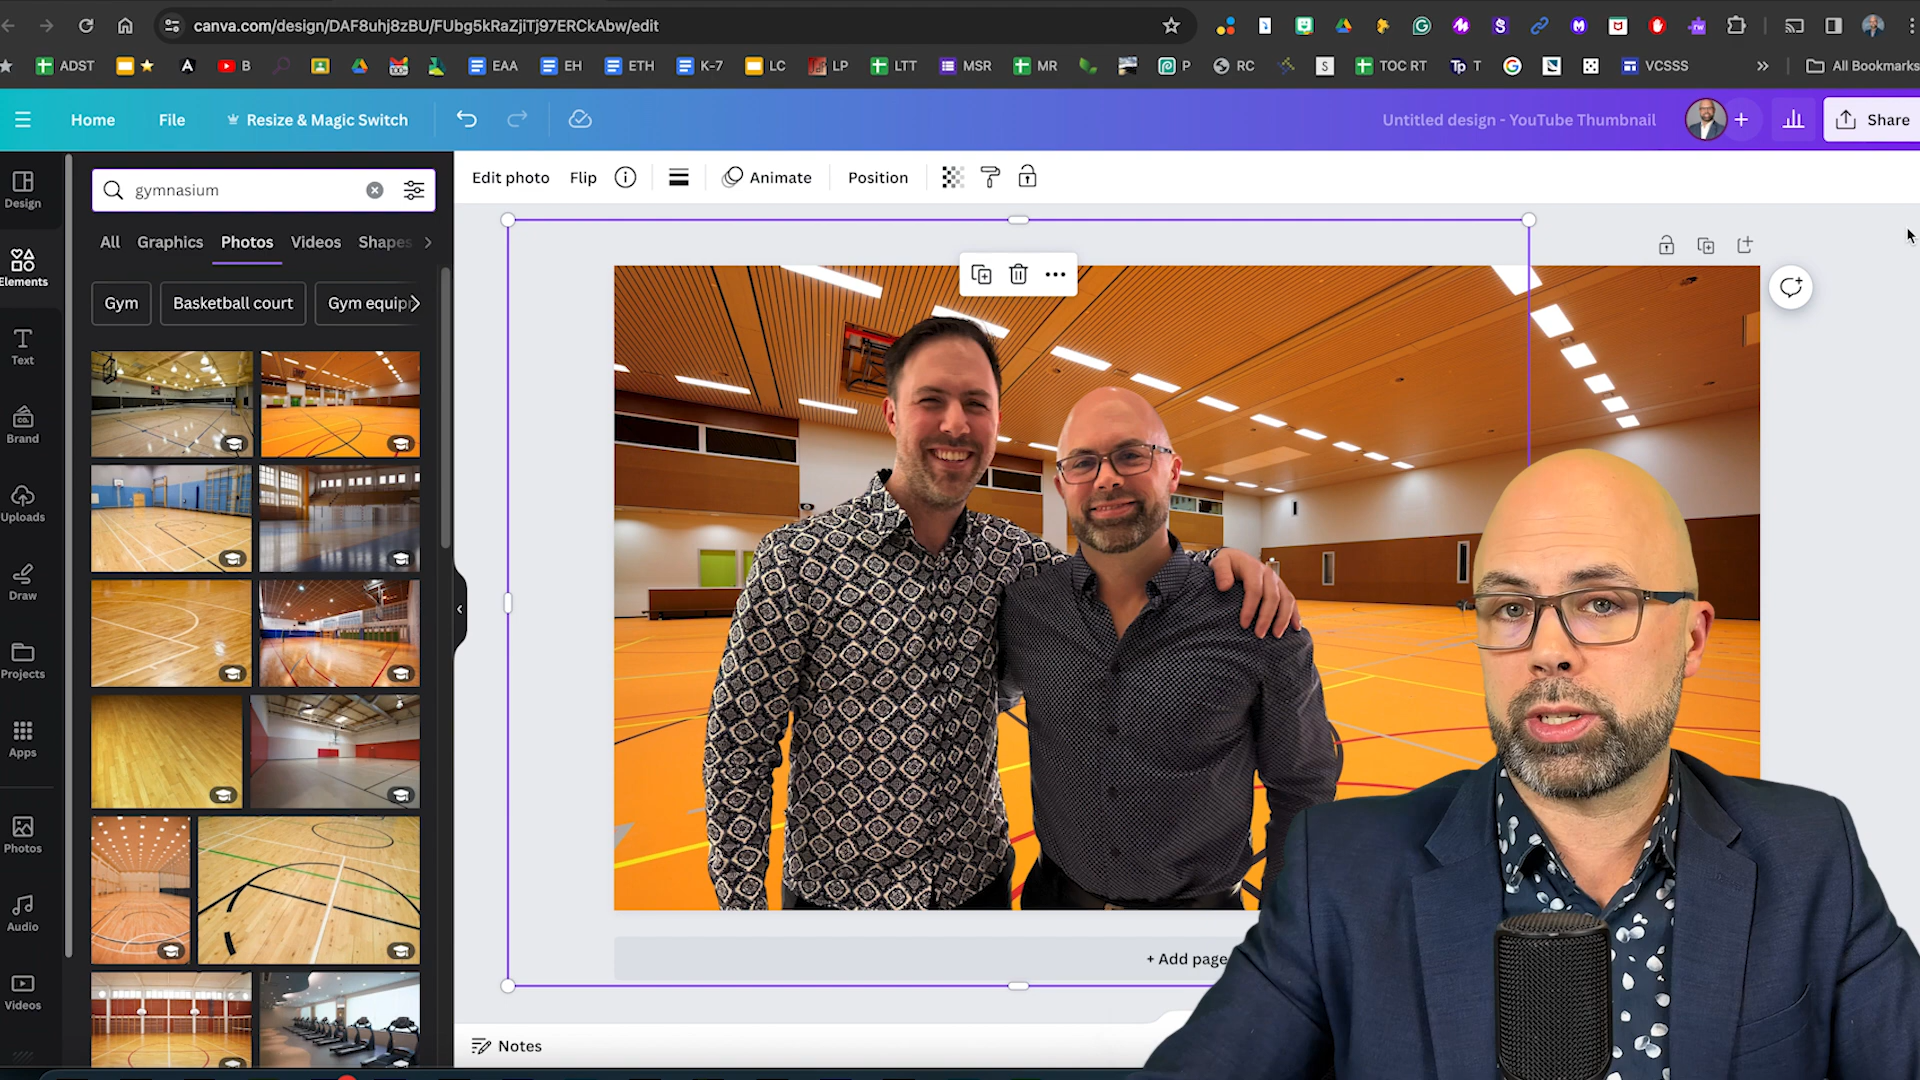 canva.com/design/DAF8uhj8zBU/FUbg5kRaZjiTj97ERCkAbw/edit
ADST B EAA EH ETH K-7 LC LP LTT MSR MR P RC S TOC RT Tp T G VCSSS » All Bookmarks
Home File Resize & Magic Switch Untitled design - YouTube Thumbnail + Share
Edit photo Flip Animate Position
gymnasium
Design
All Graphics Photos Videos Shapes
Elements
Gym Basketball court Gym equip
Text
Brand
Uploads
Draw
Projects
Apps
Photos
Audio
+ Add page
Videos
Notes